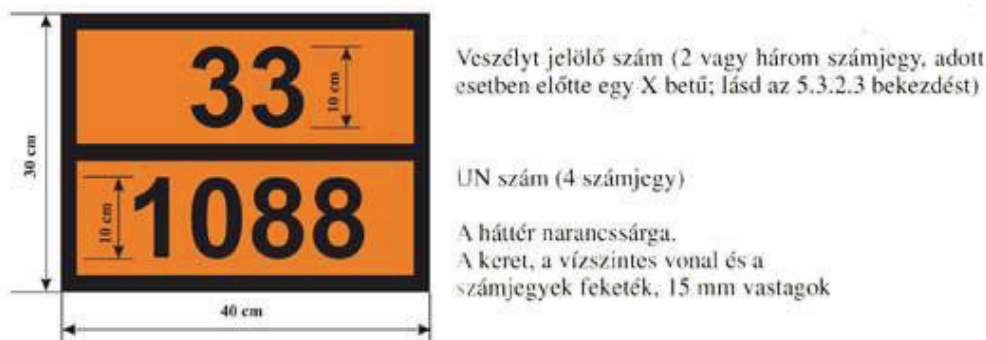 33
10 cm
30 cm
1088
10 cm
40 cm
Veszélyt jelölő szám (2 vagy három számjegy, adott
esetben előtte egy X betű; lásd az 5.3.2.3 bekezdést)
UN szám (4 számjegy)
A háttér narancssárga.
A keret, a vízszintes vonal és a
számjegyek feketék, 15 mm vastagok